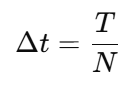 Δt = T/N